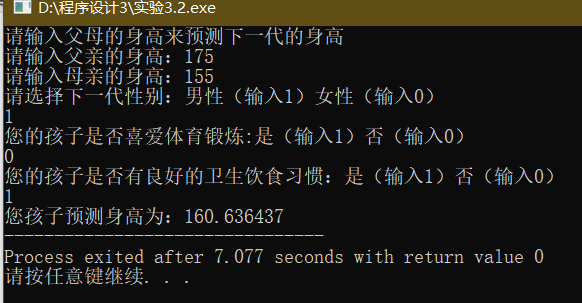 D:\程序设计3\实验3.2.exe
请输入父母的身高来预测下一代的身高
请输入父亲的身高：175
请输入母亲的身高：155
请选择下一代性别：男性（输入1）女性（输入0）
1
您的孩子是否喜爱体育锻炼:是（输入1）否（输入0）
0
您的孩子是否有良好的卫生饮食习惯：是（输入1）否（输入0）
1
您孩子预测身高为：160.636437
--------------------------------
Process exited after 7.077 seconds with return value 0
请按任意键继续. . .